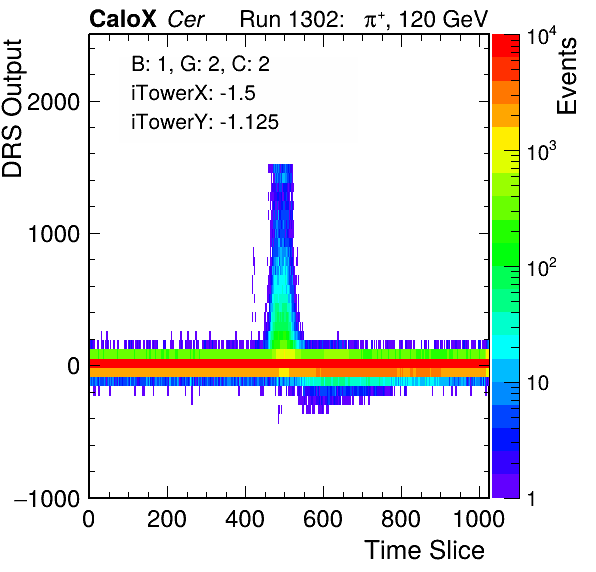 CaloX Cer Run 1302: π⁺, 120 GeV
B: 1, G: 2, C: 2
iTowerX: -1.5
iTowerY: -1.125
DRS Output
2000
1000
0
−1000
0 200 400 600 800 1000
Time Slice
Events
10⁴
10³
10²
10
1